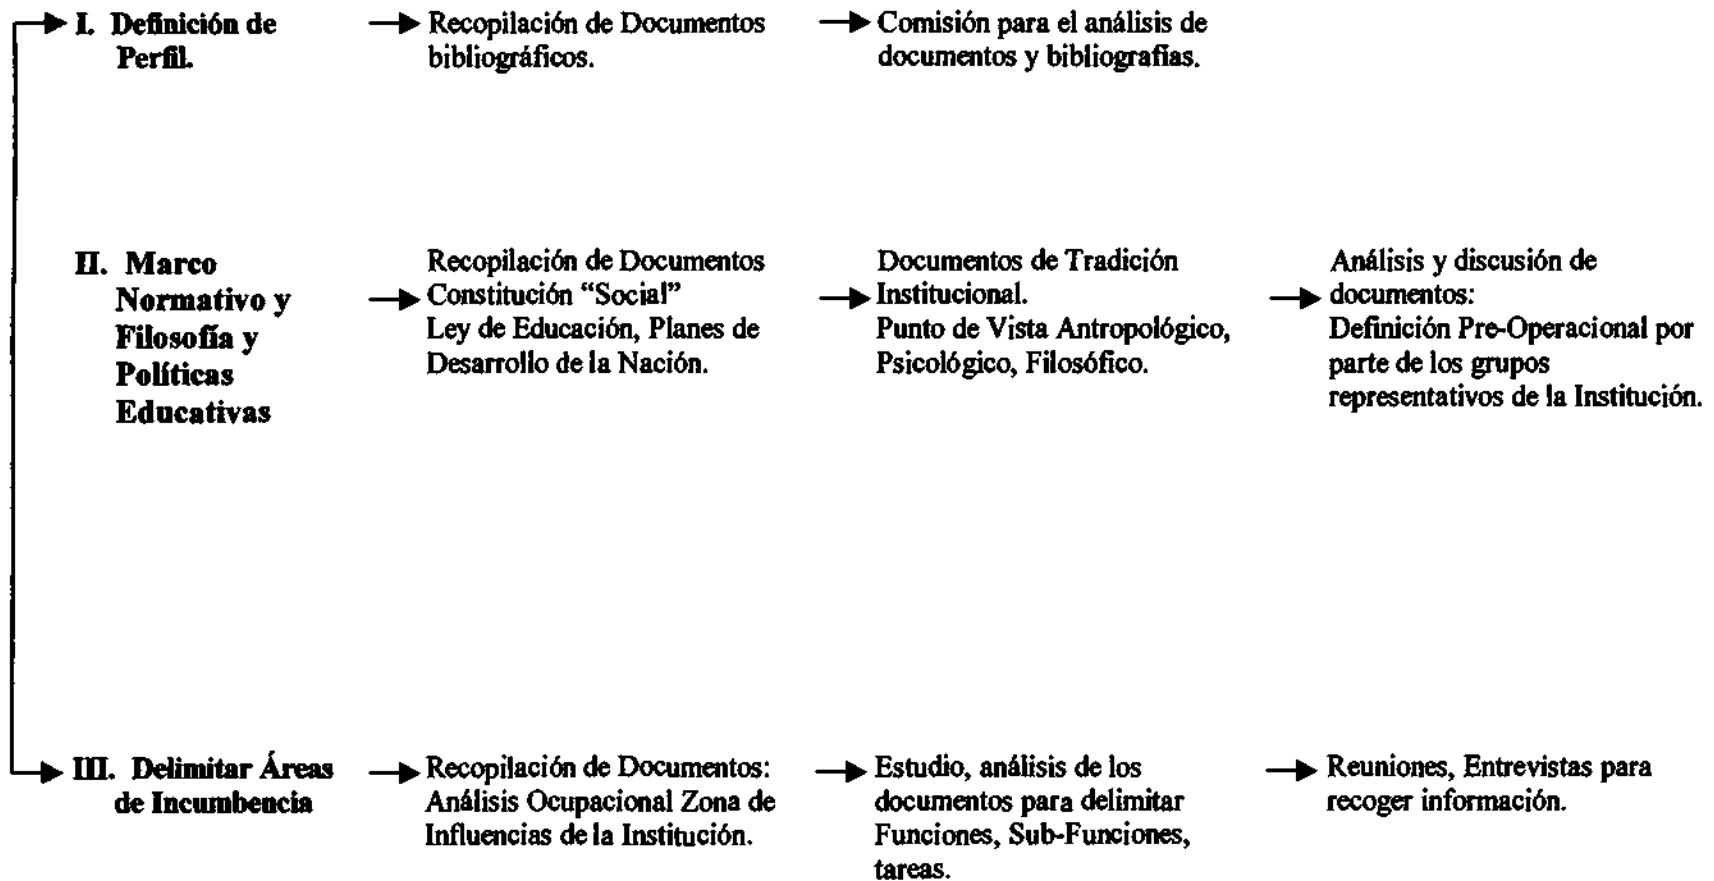 I. Definición de
Perfil.
Recopilación de Documentos
bibliográficos.
Comisión para el análisis de
documentos y bibliografías.
II. Marco
Normativo y
Filosofía y
Políticas
Educativas
Recopilación de Documentos
Constitución “Social”
Ley de Educación, Planes de
Desarrollo de la Nación.
Documentos de Tradición
Institucional.
Punto de Vista Antropológico,
Psicológico, Filosófico.
Análisis y discusión de
documentos:
Definición Pre-Operacional por
parte de los grupos
representativos de la Institución.
III. Delimitar Áreas
de Incumbencia
Recopilación de Documentos:
Análisis Ocupacional Zona de
Influencias de la Institución.
Estudio, análisis de los
documentos para delimitar
Funciones, Sub-Funciones,
tareas.
Reuniones, Entrevistas para
recoger información.